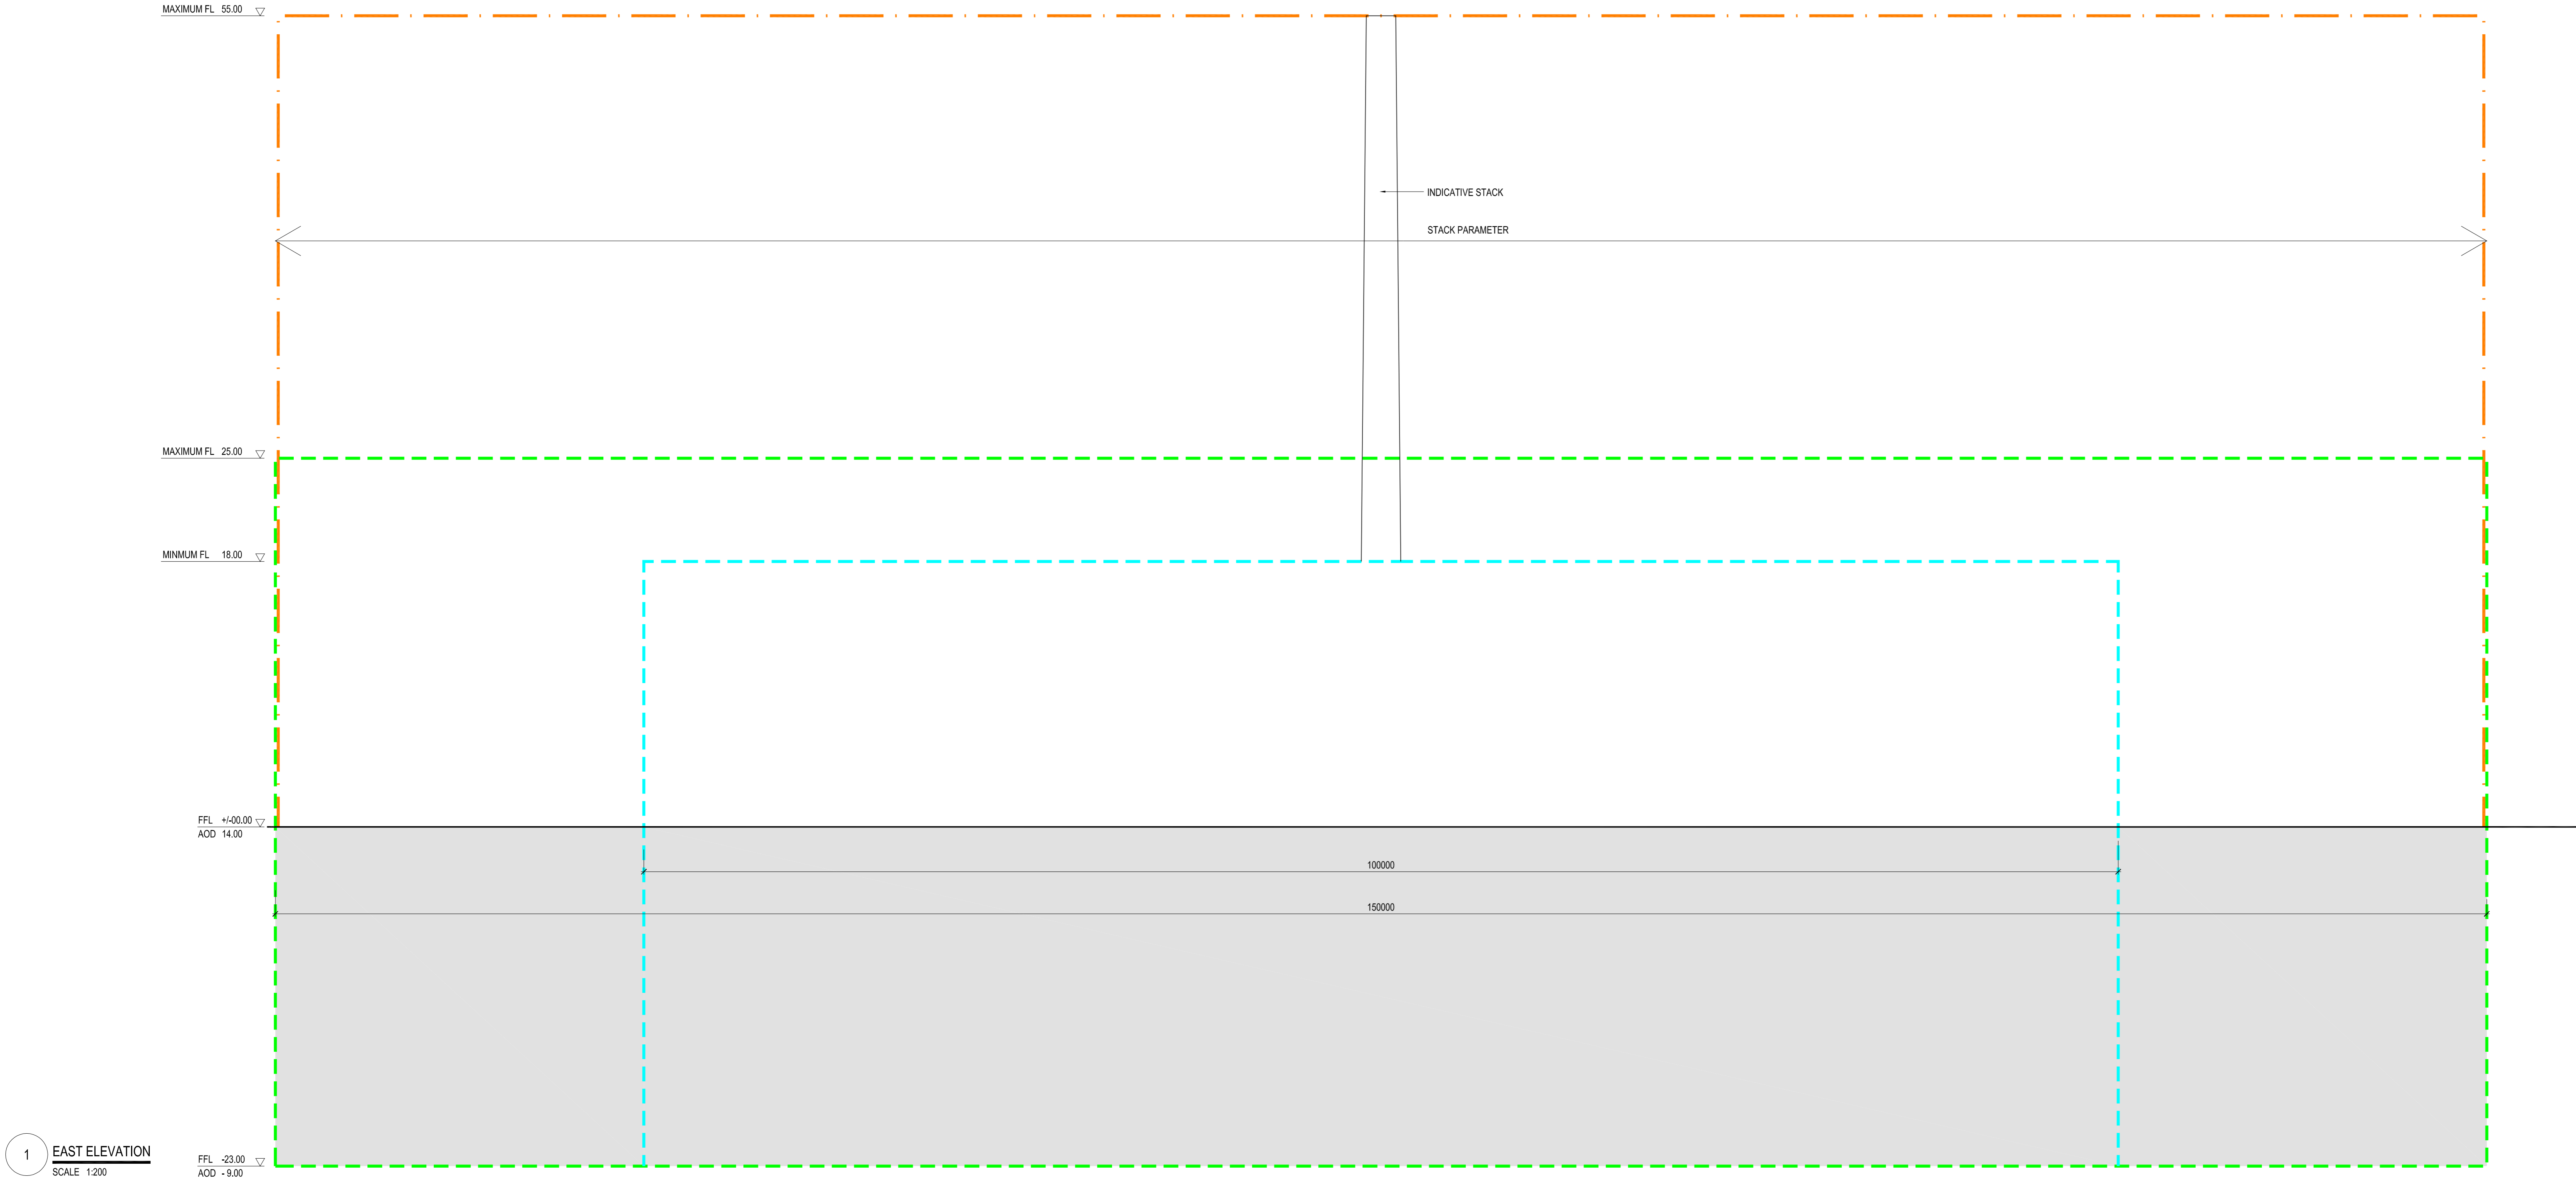 MAXIMUM FL 55.00
INDICATIVE STACK
STACK PARAMETER
MAXIMUM FL 25.00
MINMUM FL 18.00
FFL +/-00.00
AOD 14.00
100000
150000
1 EAST ELEVATION
SCALE 1:200
FFL -23.00
AOD - 9.00